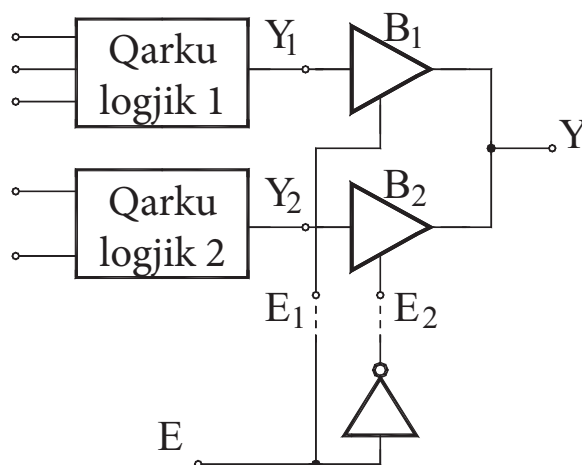 Qarku
logjik 1
Y₁
B₁
Y
Qarku
logjik 2
Y₂
B₂
E₁
E₂
E